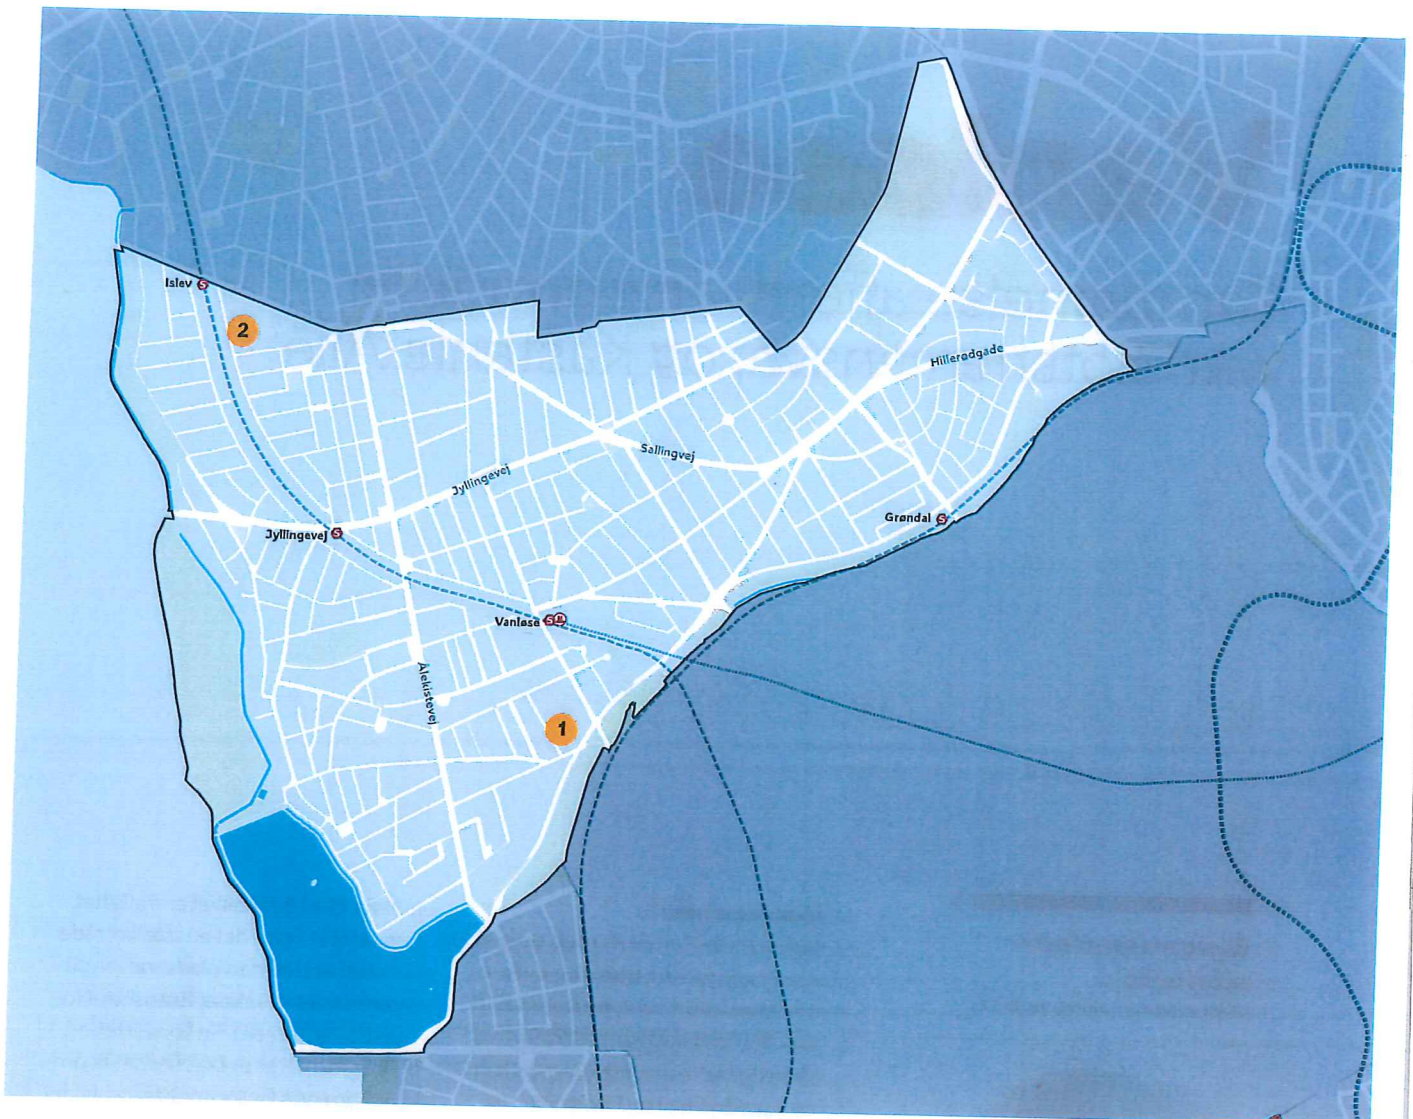 Islev S
2
Hillerødgade
Sallingvej
Jyllingevej
Grøndal S
Jyllingevej S
Vanløse S M
Ålekistevej
1